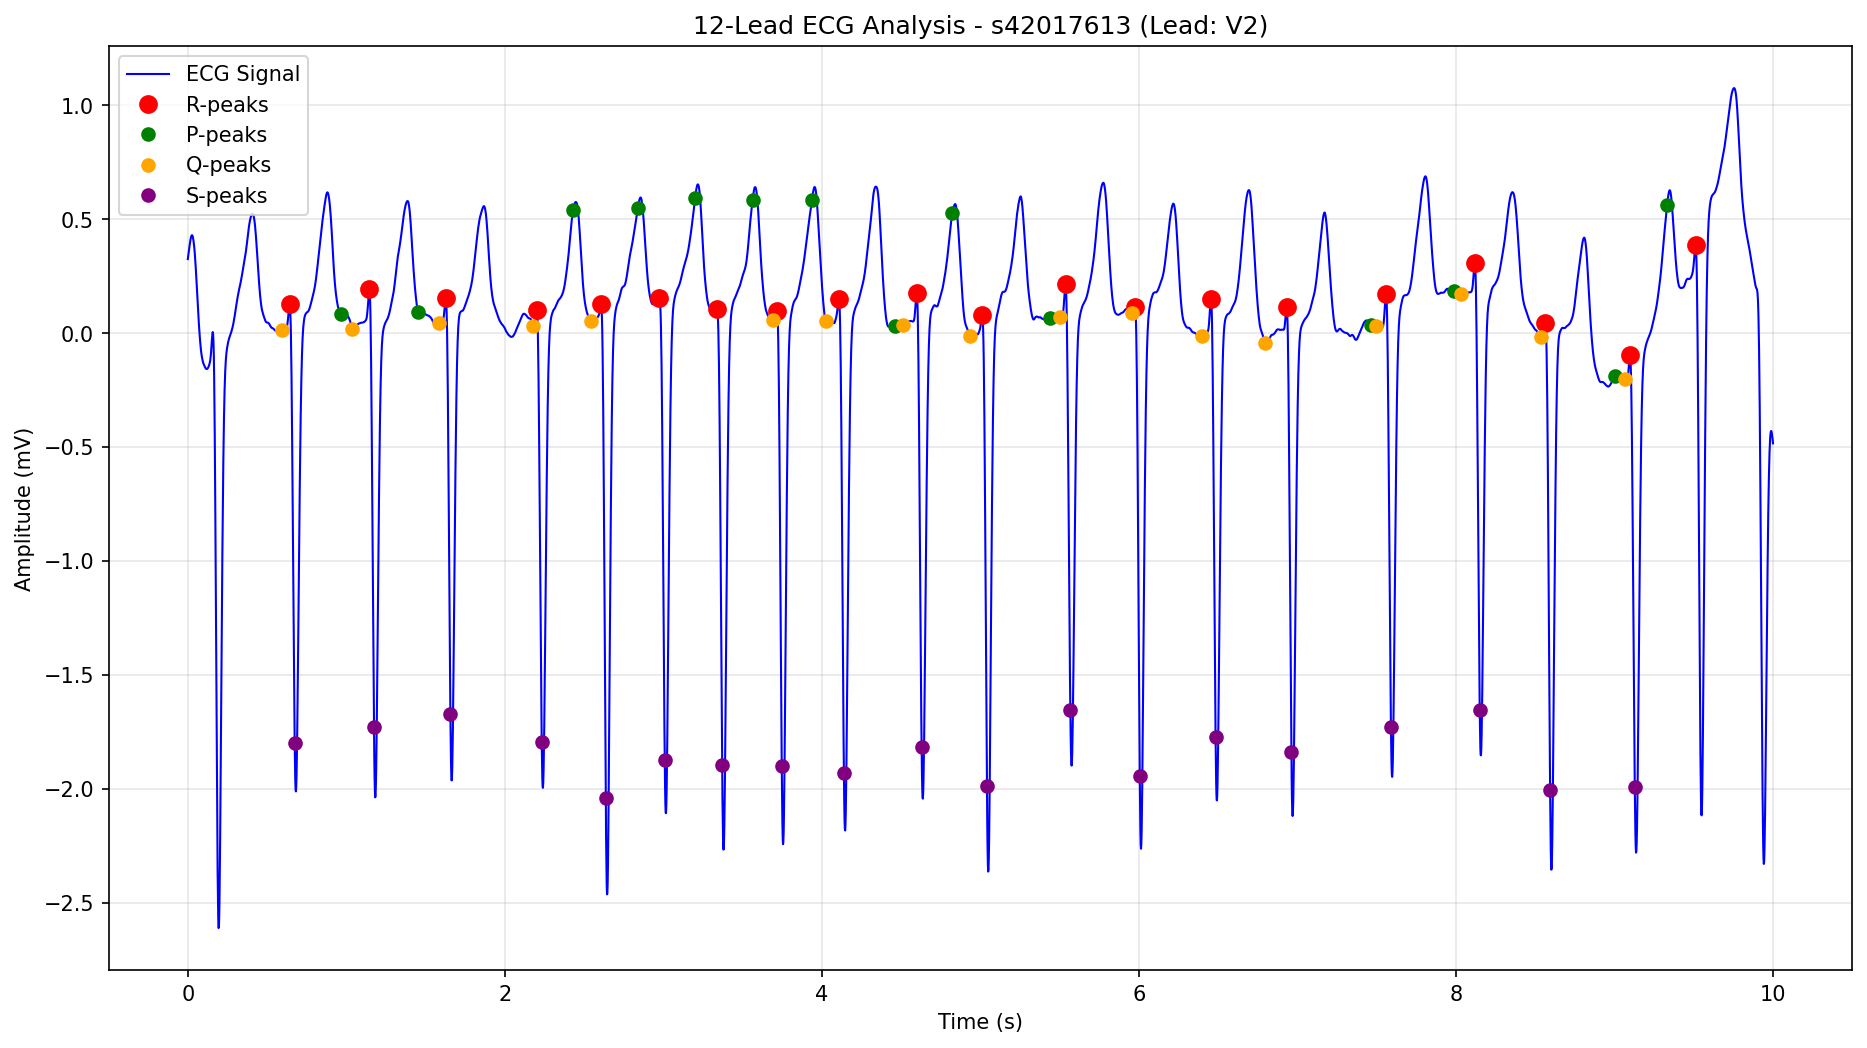 12-Lead ECG Analysis - s42017613 (Lead: V2)
ECG Signal
R-peaks
P-peaks
Q-peaks
S-peaks
1.0
0.5
0.0
−0.5
−1.0
−1.5
−2.0
−2.5
Amplitude (mV)
0 2 4 6 8 10
Time (s)